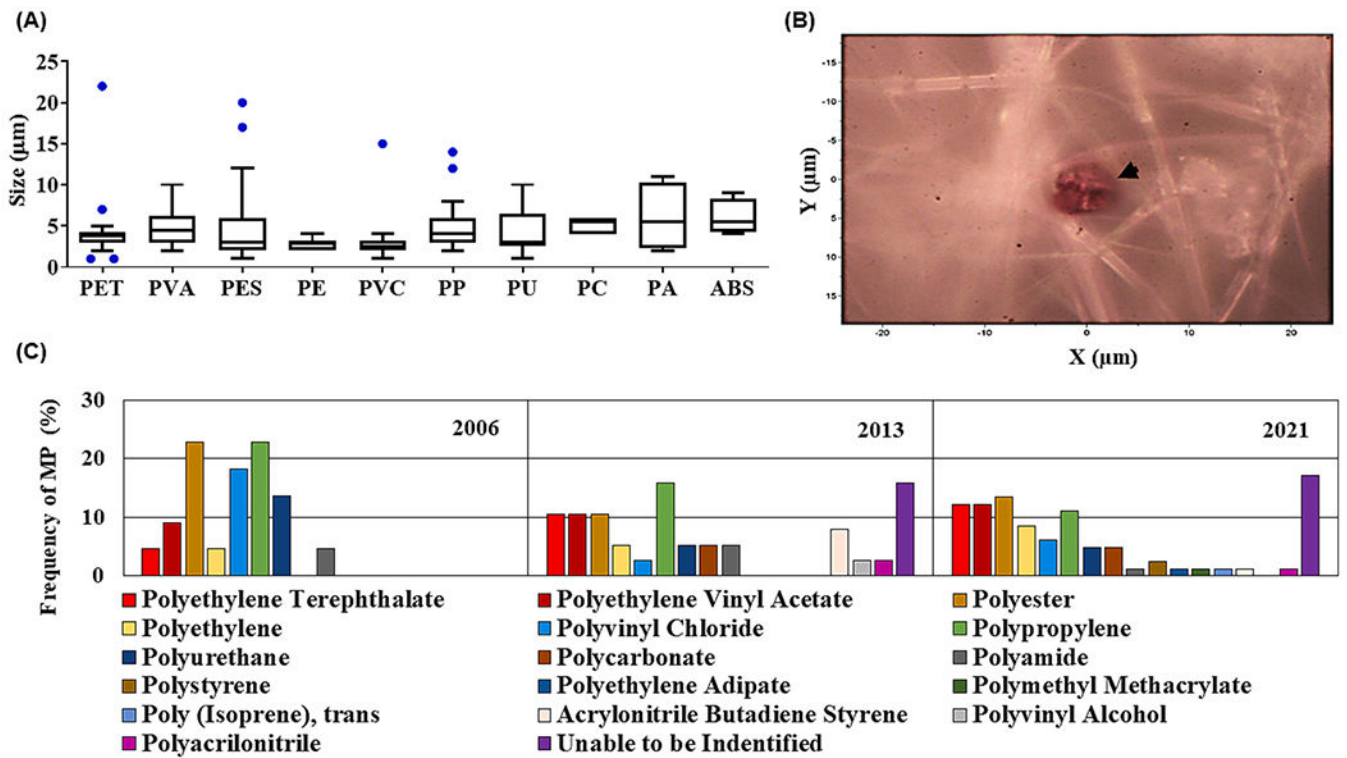 (A)
25
20
15
10
5
0
Size (µm)
PET PVA PES PE PVC PP PU PC PA ABS
(B)
-15
-10
-5
0
5
10
15
Y (µm)
-20 -10 0 10 20
X (µm)
(C)
30
20
10
0
Frequency of MP (%)
2006 2013 2021
Polyethylene Terephthalate Polyethylene Vinyl Acetate Polyester
Polyethylene Polyvinyl Chloride Polypropylene
Polyurethane Polycarbonate Polyamide
Polystyrene Polyethylene Adipate Polymethyl Methacrylate
Poly (Isoprene), trans Acrylonitrile Butadiene Styrene Polyvinyl Alcohol
Polyacrilonitrile Unable to be Indentified